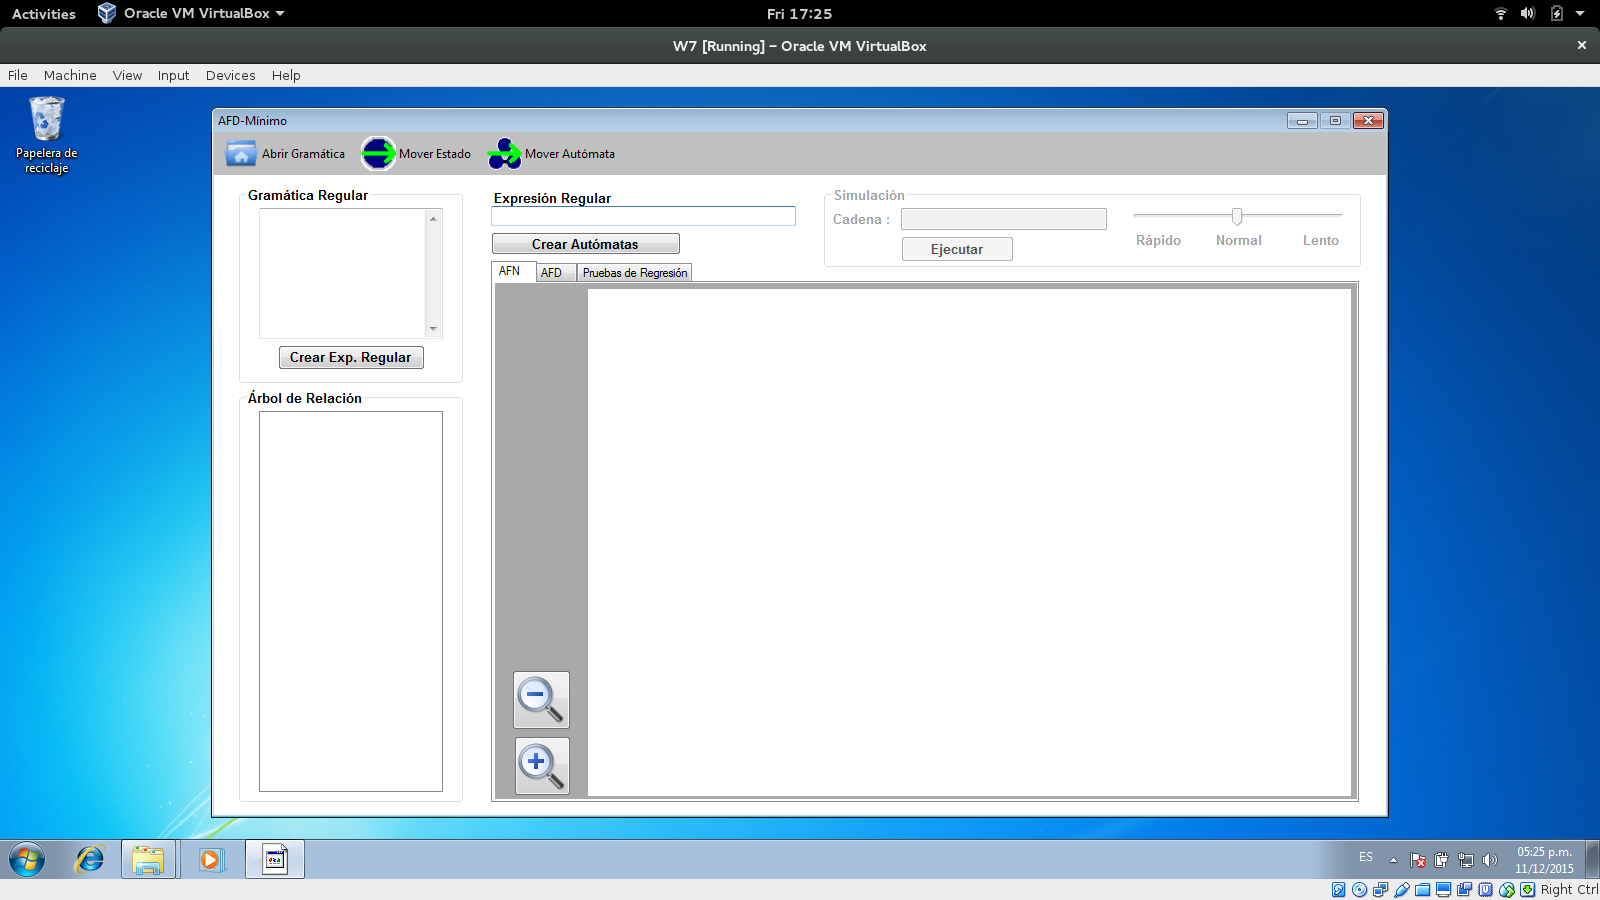 Activities Oracle VM VirtualBox Fri 17:25
W7 [Running] – Oracle VM VirtualBox
File Machine View Input Devices Help
Papelera de
reciclaje
AFD-Mínimo
Abrir Gramática Mover Estado Mover Autómata
Gramática Regular
Crear Exp. Regular
Árbol de Relación
Expresión Regular
Crear Autómatas
AFN AFD Pruebas de Regresión
Simulación
Cadena :
Ejecutar
Rápido Normal Lento
ES
05:25 p.m.
11/12/2015
Right Ctrl